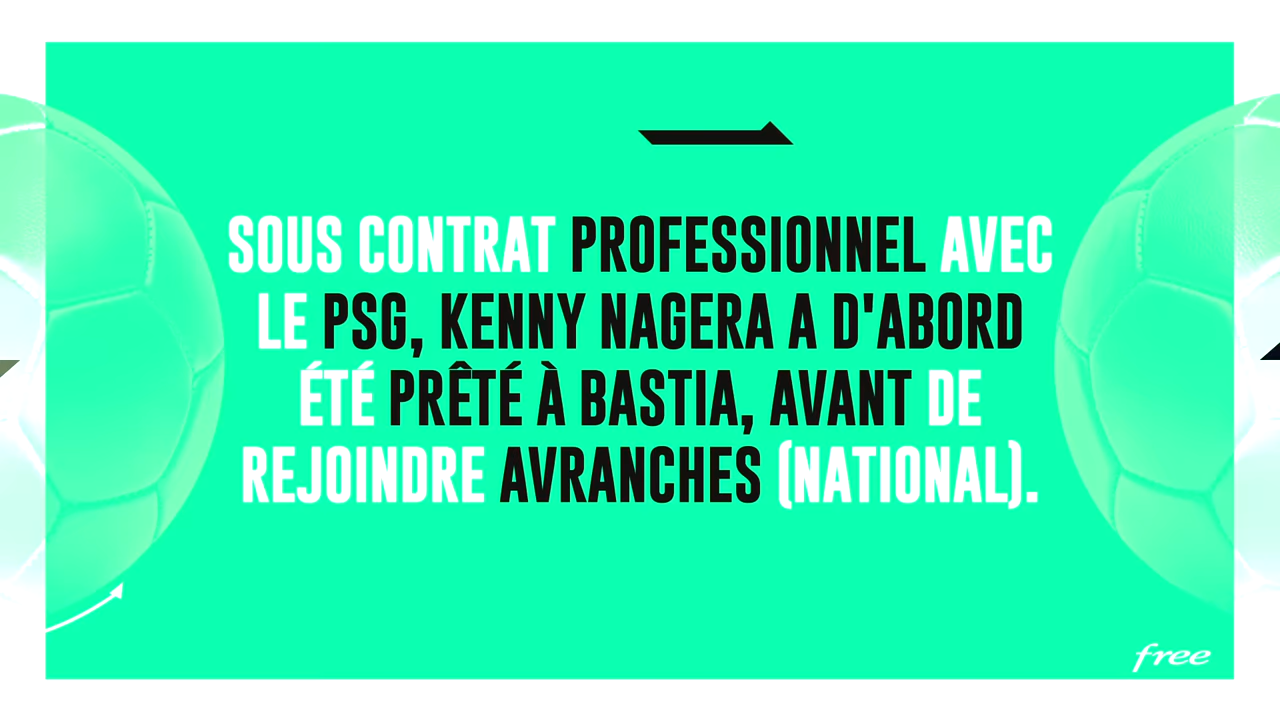 SOUS CONTRAT PROFESSIONNEL AVEC
LE PSG, KENNY NAGERA A D'ABORD
ÉTÉ PRÊTÉ À BASTIA, AVANT DE
REJOINDRE AVRANCHES (NATIONAL).
free